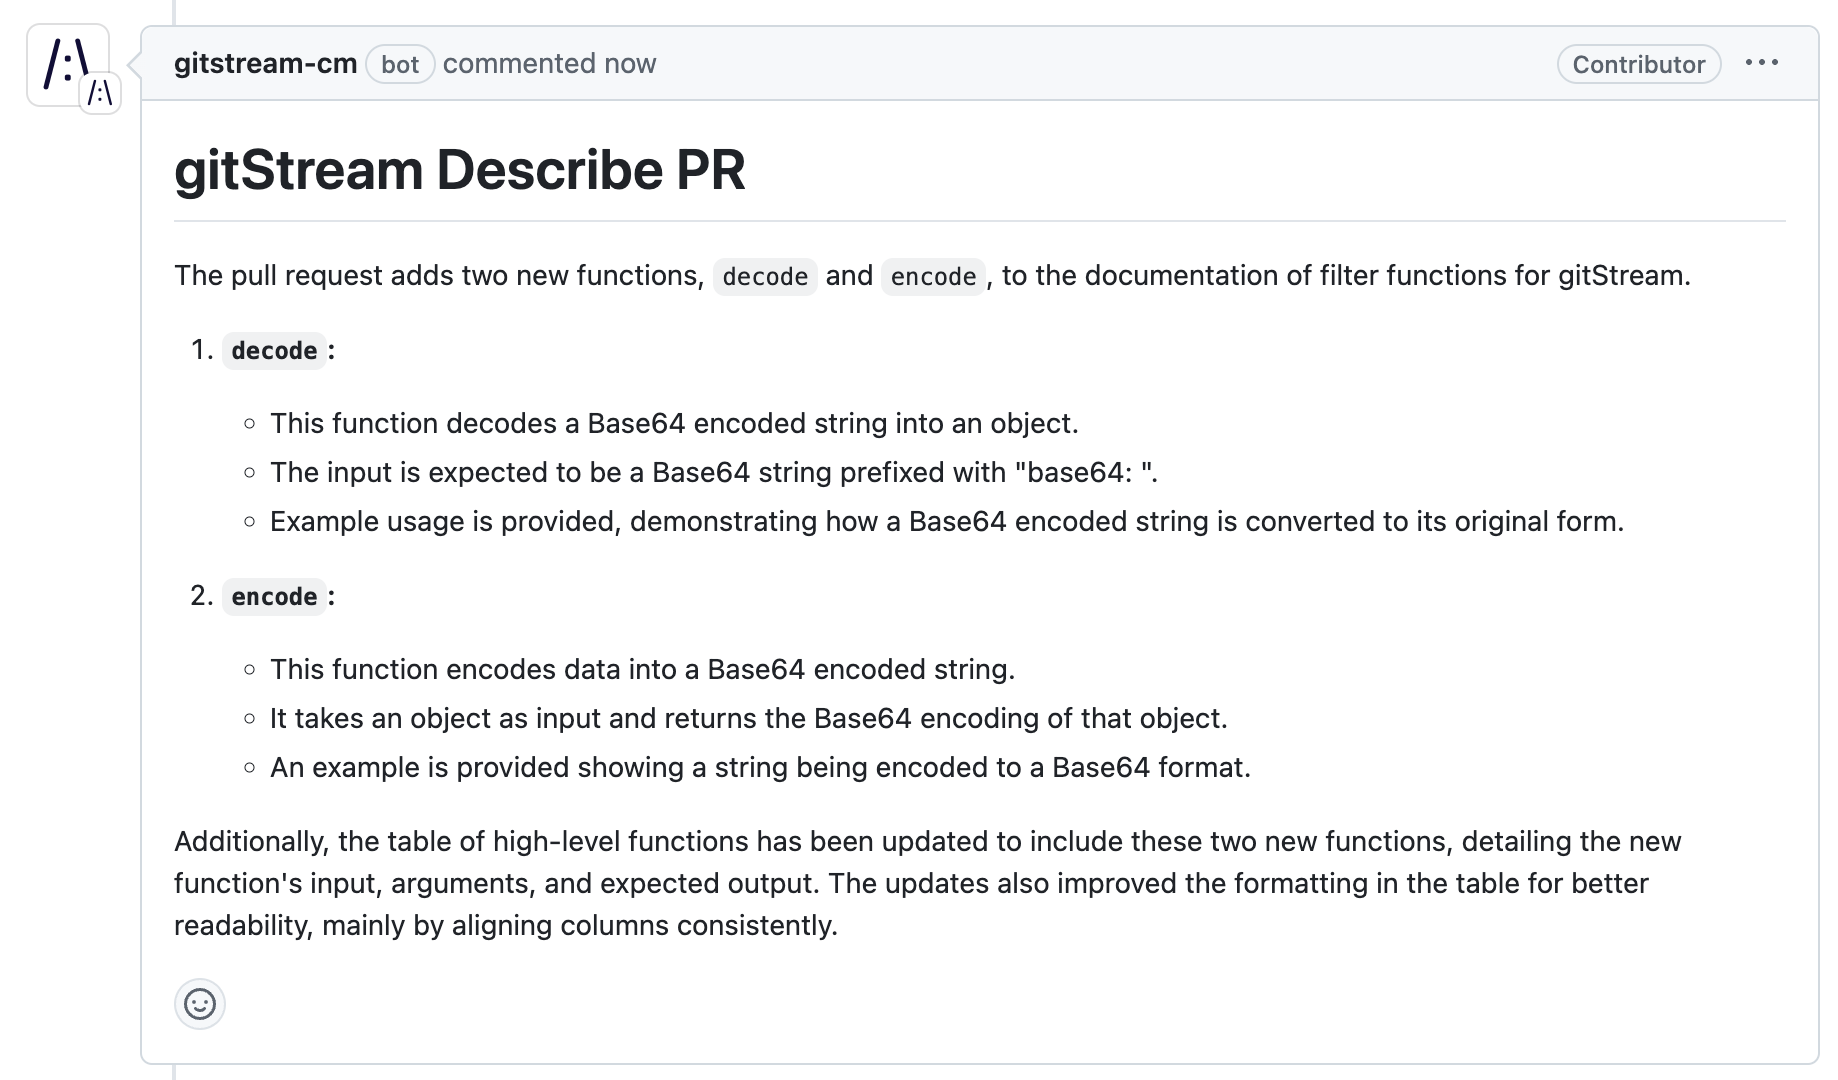 gitstream-cm bot commented now Contributor ...
gitStream Describe PR
The pull request adds two new functions, decode and encode, to the documentation of filter functions for gitStream.
1. decode:
◦ This function decodes a Base64 encoded string into an object.
◦ The input is expected to be a Base64 string prefixed with "base64: ".
◦ Example usage is provided, demonstrating how a Base64 encoded string is converted to its original form.
2. encode:
◦ This function encodes data into a Base64 encoded string.
◦ It takes an object as input and returns the Base64 encoding of that object.
◦ An example is provided showing a string being encoded to a Base64 format.
Additionally, the table of high-level functions has been updated to include these two new functions, detailing the new
function's input, arguments, and expected output. The updates also improved the formatting in the table for better
readability, mainly by aligning columns consistently.